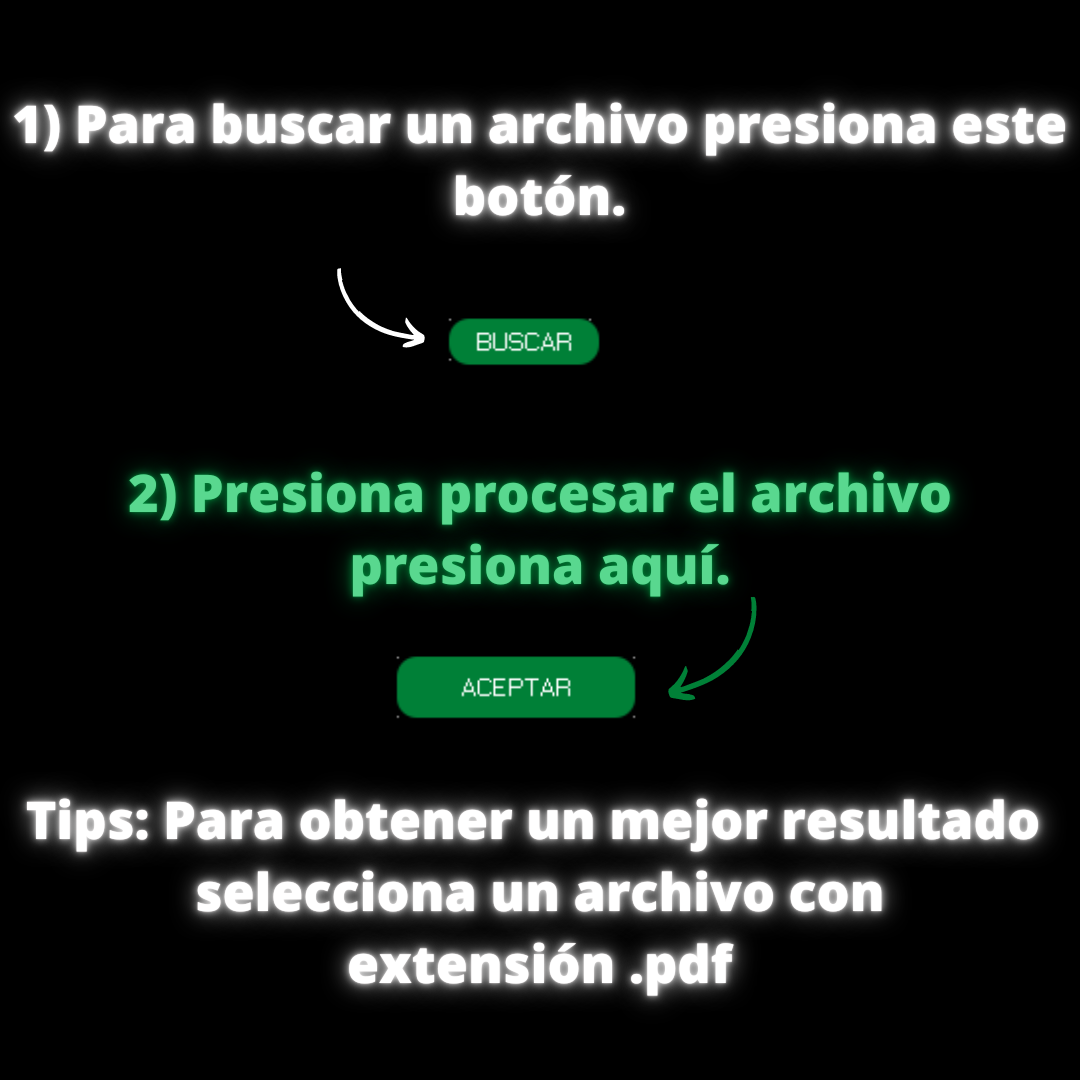 1) Para buscar un archivo presiona este
botón.
BUSCAR
2) Presiona procesar el archivo
presiona aquí.
ACEPTAR
Tips: Para obtener un mejor resultado
selecciona un archivo con
extensión .pdf